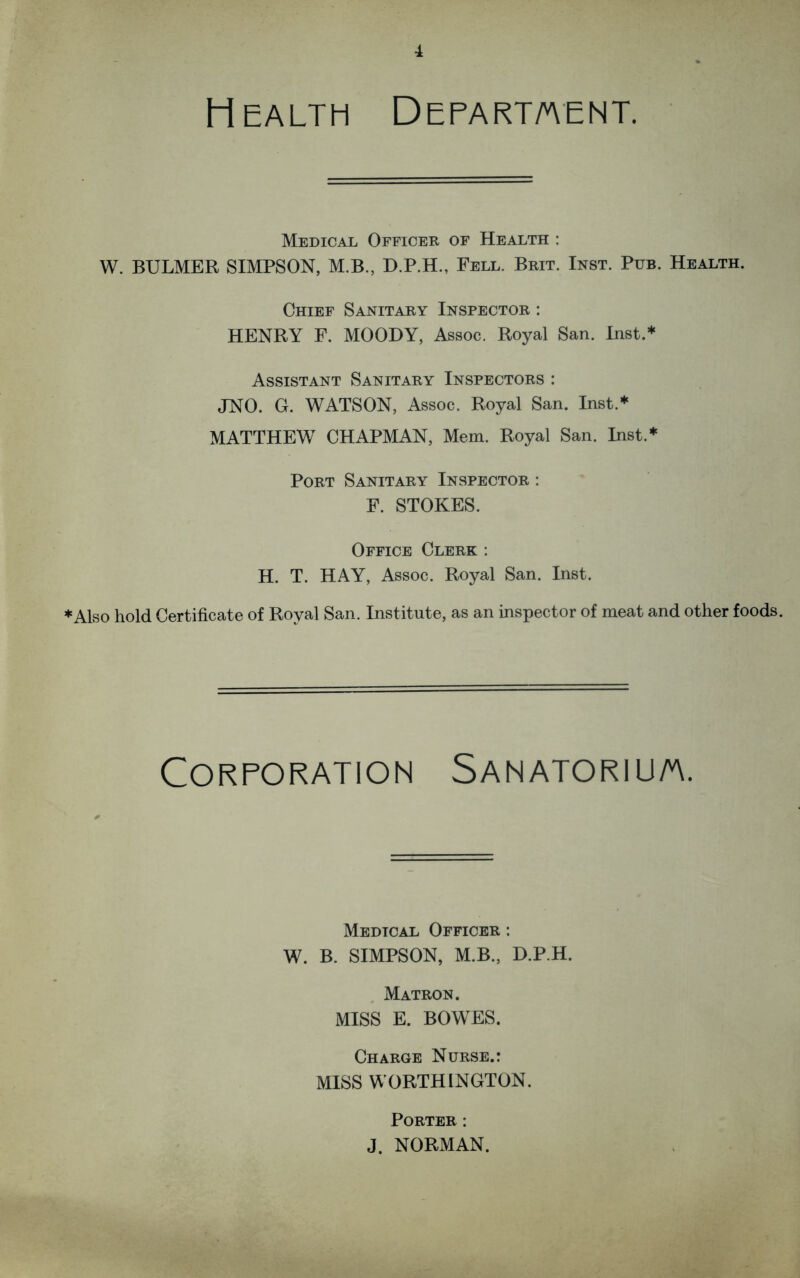 4
Health Department.
Medical Officer of Health :
W. BULMER SIMPSON, M.B., D.P.H., Fell. Brit. Inst. Pub. Health.
Chief Sanitary Inspector :
HENRY F. MOODY, Assoc. Royal San. Inst.*
Assistant Sanitary Inspectors :
JNO. G. WATSON, Assoc. Royal San. Inst.*
MATTHEW CHAPMAN, Mem. Royal San. Inst.*
Port Sanitary Inspector :
F. STOKES.
Office Clerk :
H. T. HAY, Assoc. Royal San. Inst.
*Also hold Certificate of Royal San. Institute, as an inspector of meat and other foods.
Corporation Sanatorium.
Medical Officer :
W. B. SIMPSON, M.B., D.P.H.
Matron.
MISS E. BOWES.
Charge Nurse.:
MISS WORTHINGTON.
Porter :
J. NORMAN.